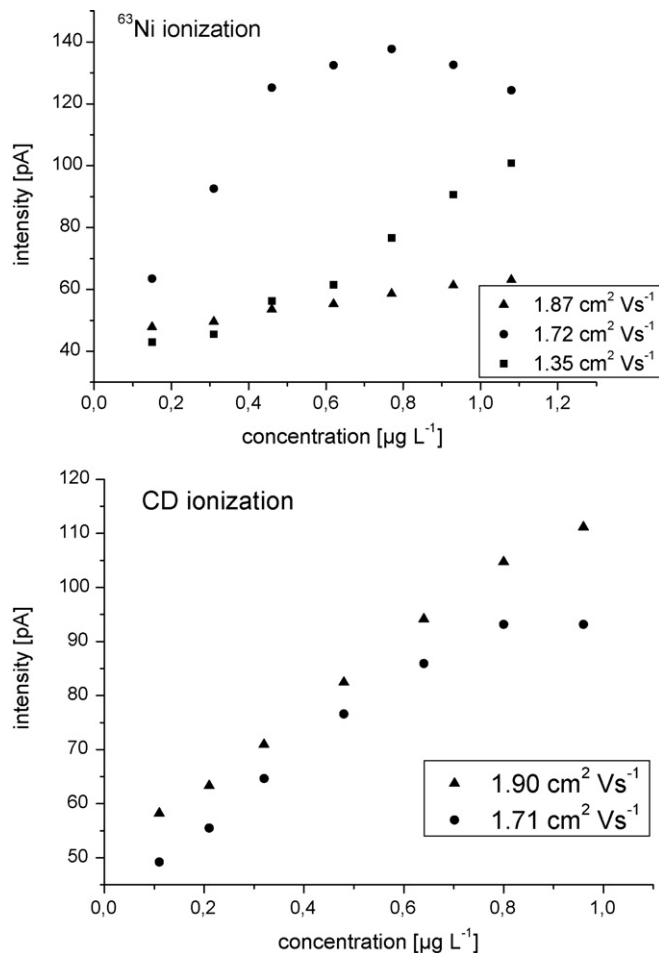 ⁶³Ni ionization
140
120
100
80
60
40
intensity [pA]
1.87 cm² Vs⁻¹
1.72 cm² Vs⁻¹
1.35 cm² Vs⁻¹
0,0 0,2 0,4 0,6 0,8 1,0 1,2
concentration [µg L⁻¹]
CD ionization
120
110
100
90
80
70
60
50
intensity [pA]
1.90 cm² Vs⁻¹
1.71 cm² Vs⁻¹
0,0 0,2 0,4 0,6 0,8 1,0
concentration [µg L⁻¹]